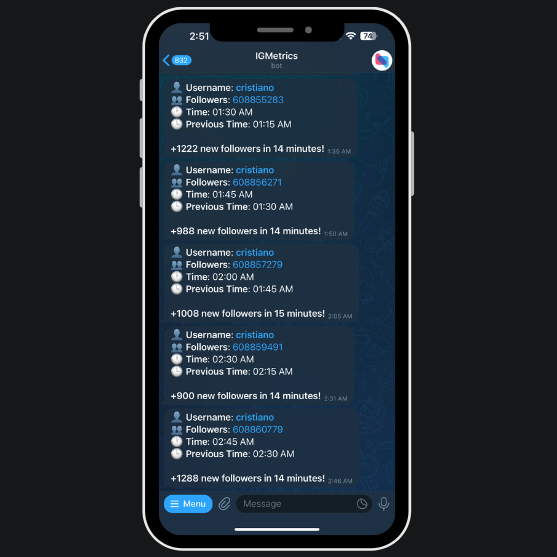 2:51
74
832
IGMetrics
bot
Username: cristiano
Followers: 608855283
Time: 01:30 AM
Previous Time: 01:15 AM
+1222 new followers in 14 minutes! 1:35 AM
Username: cristiano
Followers: 608856271
Time: 01:45 AM
Previous Time: 01:30 AM
+988 new followers in 14 minutes! 1:50 AM
Username: cristiano
Followers: 608857279
Time: 02:00 AM
Previous Time: 01:45 AM
+1008 new followers in 15 minutes! 2:05 AM
Username: cristiano
Followers: 608859491
Time: 02:30 AM
Previous Time: 02:15 AM
+900 new followers in 14 minutes! 2:31 AM
Username: cristiano
Followers: 608860779
Time: 02:45 AM
Previous Time: 02:30 AM
+1288 new followers in 14 minutes! 2:46 AM
Menu
Message